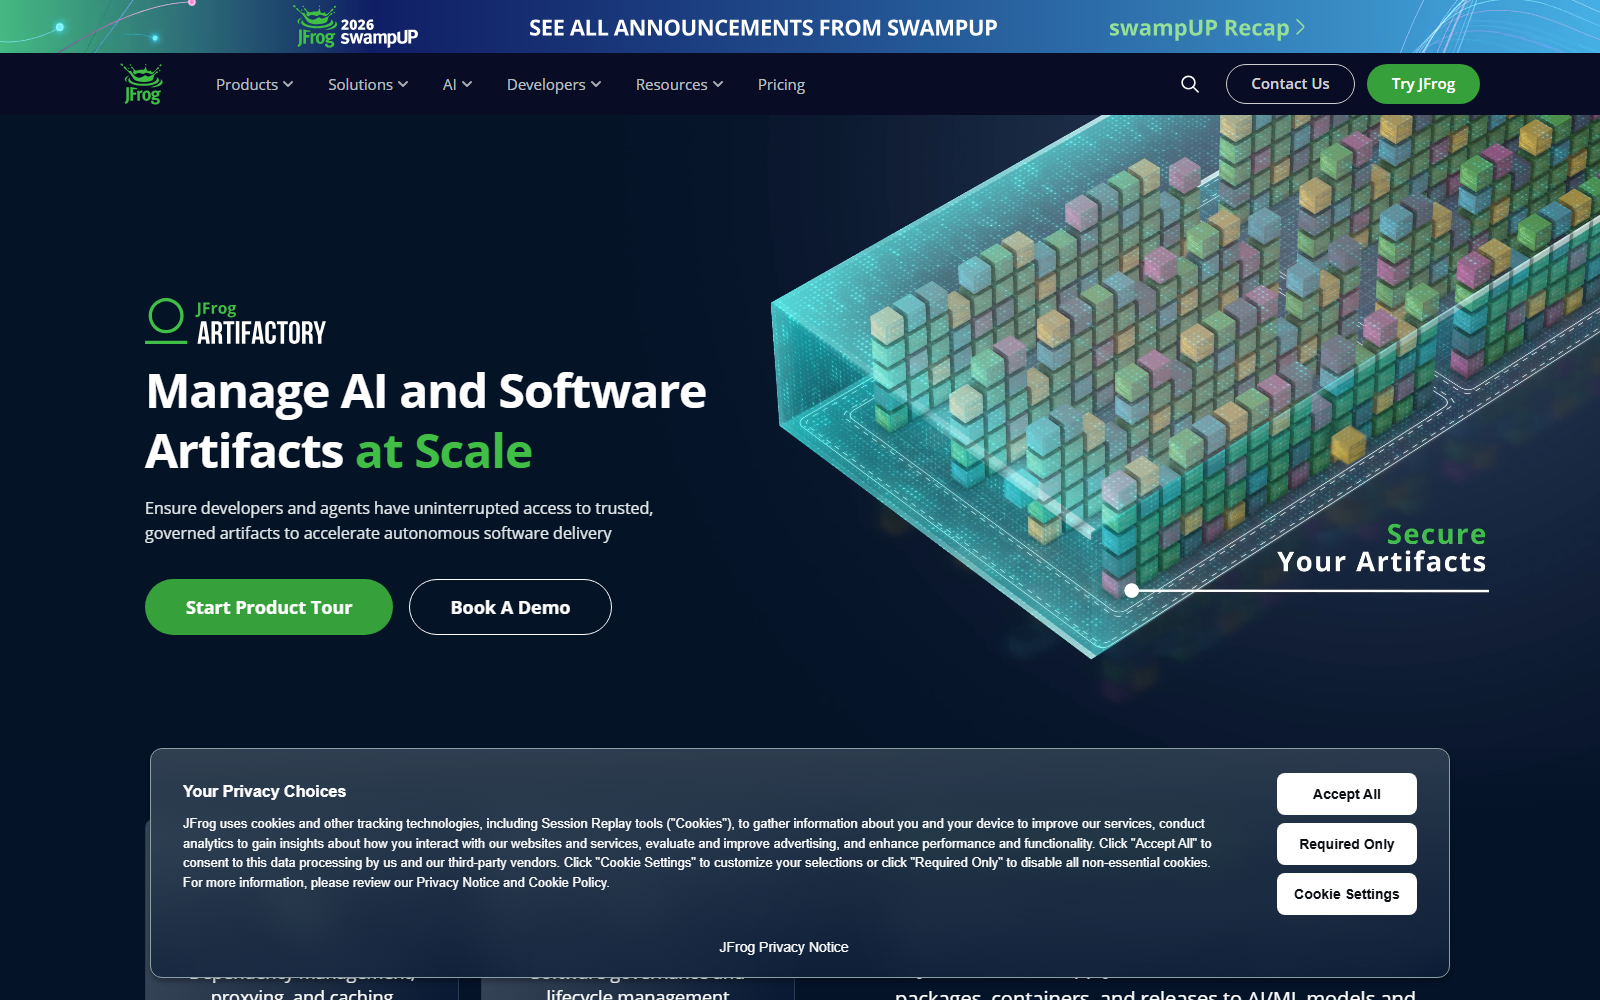 JFrog
2026
swampUP
SEE ALL ANNOUNCEMENTS FROM SWAMPUP
swampUP Recap
JFrog
Products
Solutions
AI
Developers
Resources
Pricing
Contact Us
Try JFrog
JFrog
ARTIFACTORY
Manage AI and Software
Artifacts at Scale
Ensure developers and agents have uninterrupted access to trusted,
governed artifacts to accelerate autonomous software delivery
Start Product Tour
Book A Demo
Secure
Your Artifacts
Your Privacy Choices
JFrog uses cookies and other tracking technologies, including Session Replay tools ("Cookies"), to gather information about you and your device to improve our services, conduct
analytics to gain insights about how you interact with our websites and services, evaluate and improve advertising, and enhance performance and functionality. Click "Accept All" to
consent to this data processing by us and our third-party vendors. Click "Cookie Settings" to customize your selections or click "Required Only" to disable all non-essential cookies.
For more information, please review our Privacy Notice and Cookie Policy.
Accept All
Required Only
Cookie Settings
JFrog Privacy Notice
Dependency management,
proxying, and caching
Software governance and
lifecycle management
packages, containers, and releases to AI/ML models and